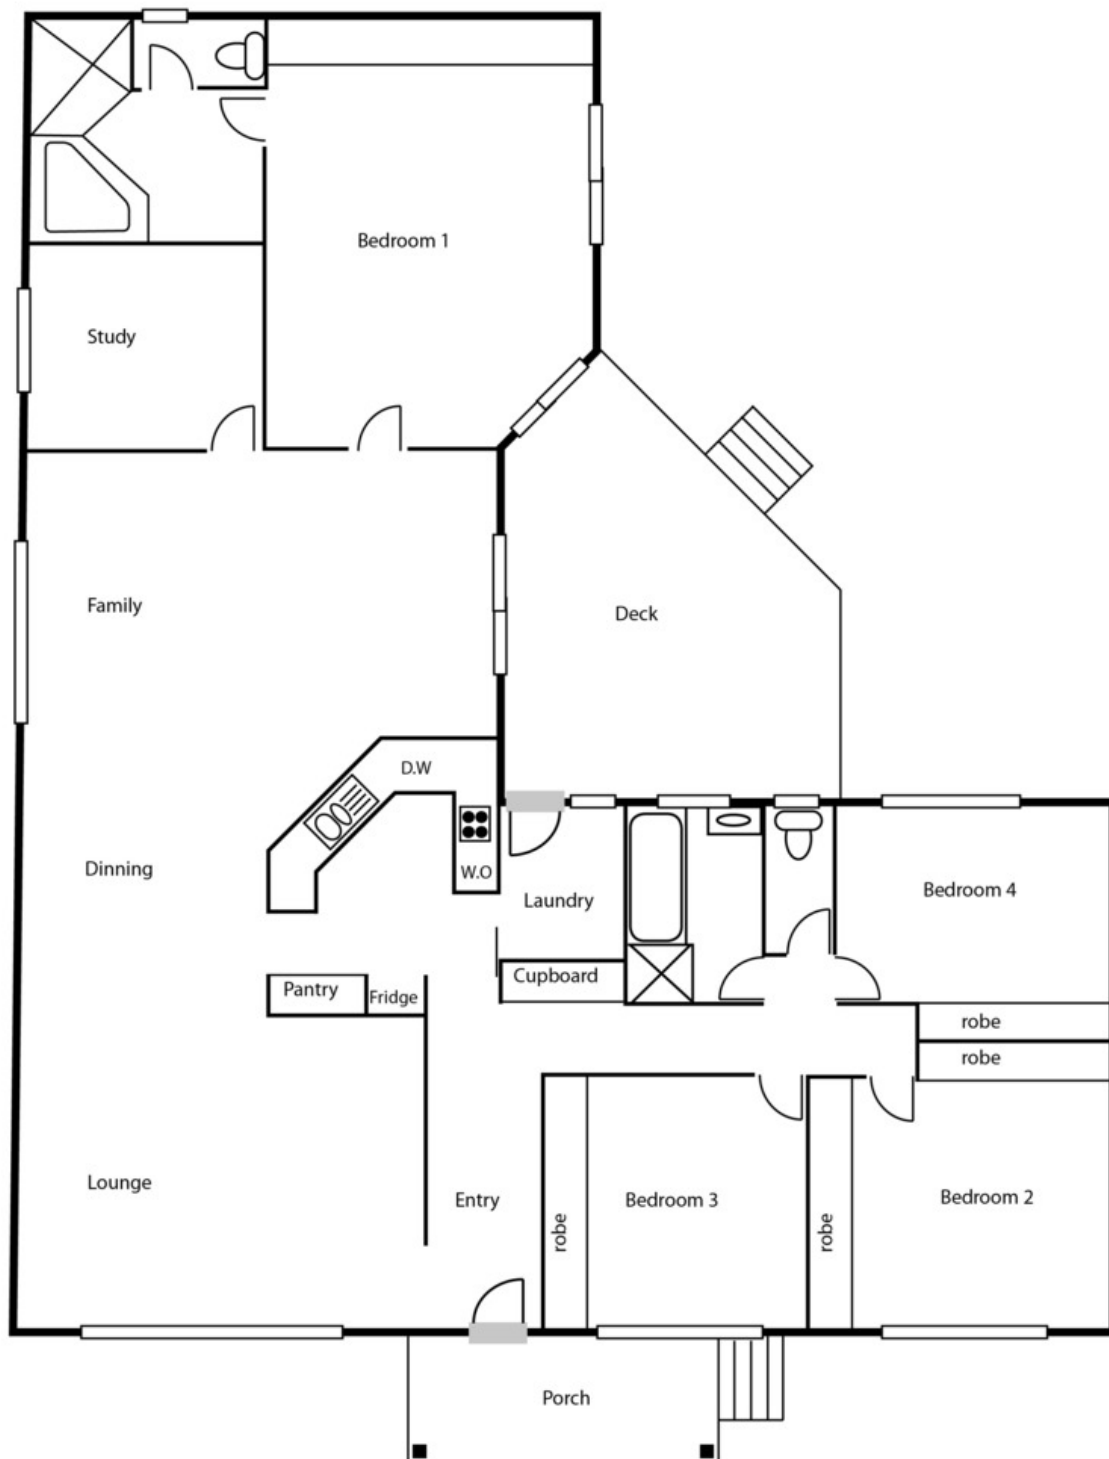 Bedroom 1
Study
Family
Deck
D.W
Dinning
W.O
Laundry
Bedroom 4
Pantry
Fridge
Cupboard
robe
robe
Lounge
Entry
robe
Bedroom 3
robe
Bedroom 2
Porch